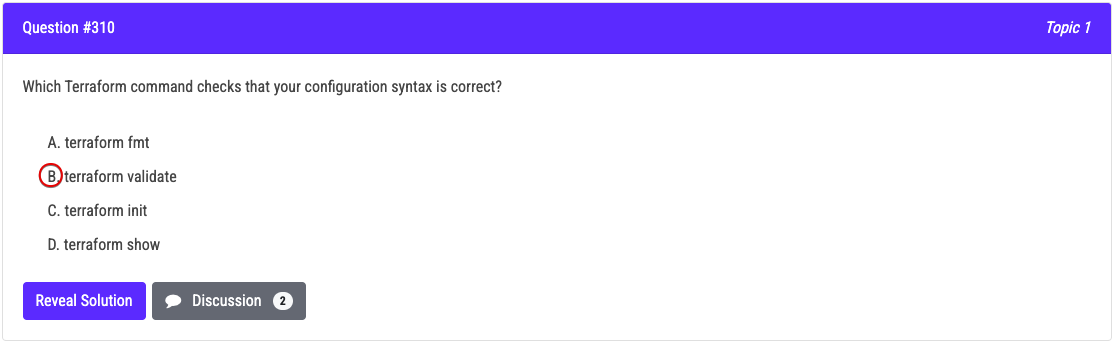 Question #310
Topic 1
Which Terraform command checks that your configuration syntax is correct?
A. terraform fmt
B. terraform validate
C. terraform init
D. terraform show
Reveal Solution
Discussion 2